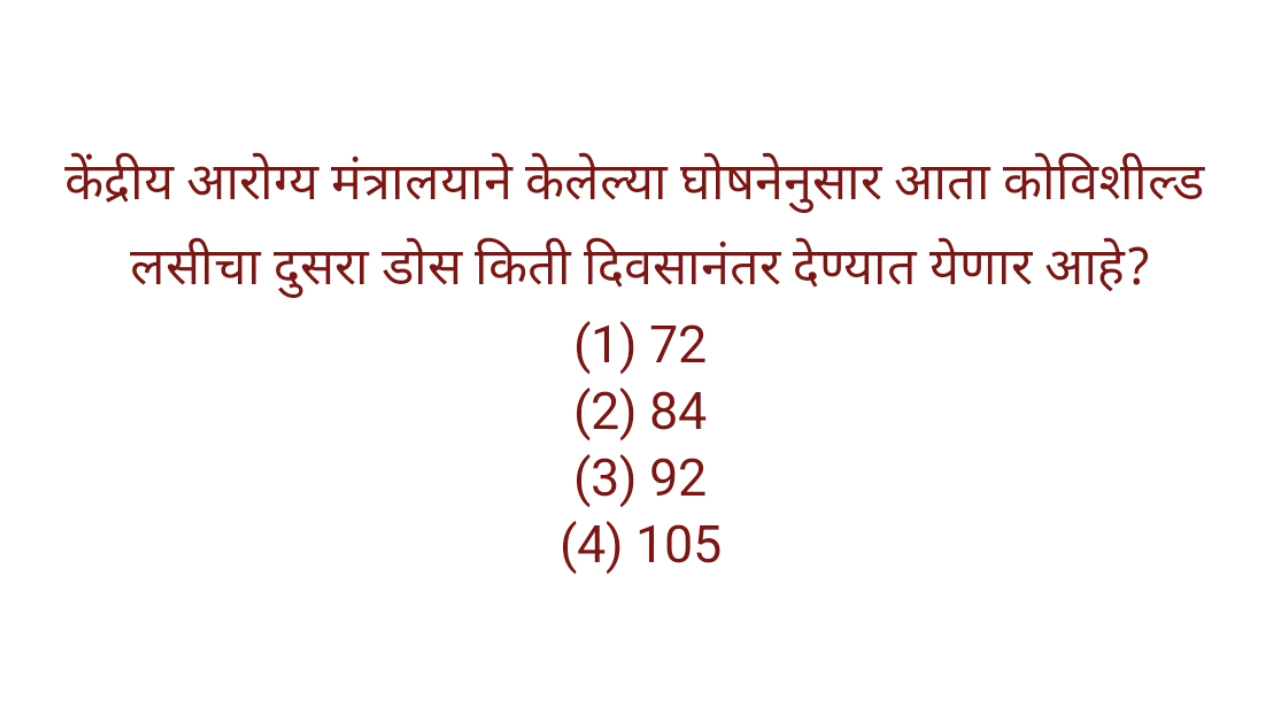 केंद्रीय आरोग्य मंत्रालयाने केलेल्या घोषनेनुसार आता कोविशील्ड
लसीचा दुसरा डोस किती दिवसानंतर देण्यात येणार आहे?
(1) 72
(2) 84
(3) 92
(4) 105